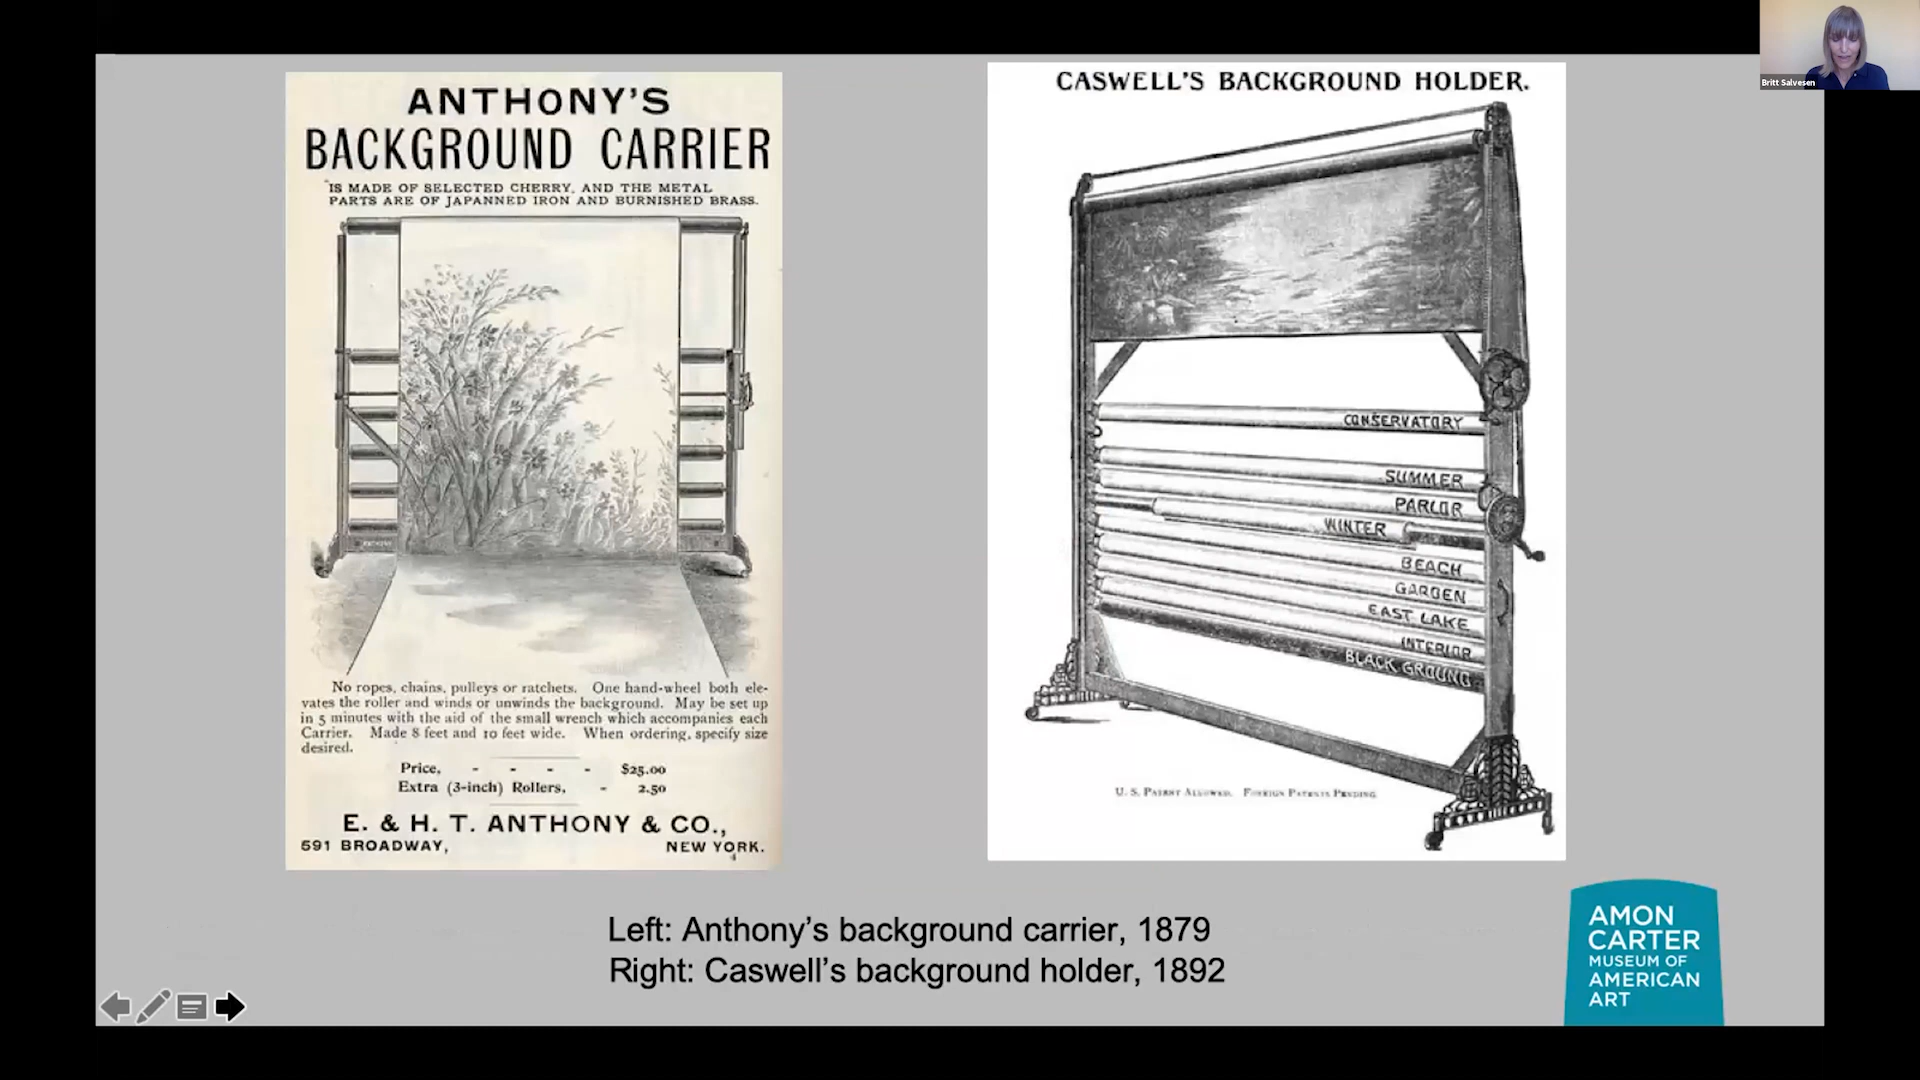 Britt Salvesen
ANTHONY'S
BACKGROUND CARRIER
IS MADE OF SELECTED CHERRY, AND THE METAL
PARTS ARE OF JAPANNED IRON AND BURNISHED BRASS.
No ropes, chains, pulleys or ratchets. One hand-wheel both ele-
vates the roller and winds or unwinds the background. May be set up
in 5 minutes with the aid of the small wrench which accompanies each
Carrier. Made 8 feet and 10 feet wide. When ordering, specify size
desired.
Price, - - - - $25.00
Extra (3-inch) Rollers, - 2.50
E. & H. T. ANTHONY & CO.,
591 BROADWAY, NEW YORK.
CASWELL'S BACKGROUND HOLDER.
CONSERVATORY
SUMMER
PARLOR
WINTER
BEACH
GARDEN
EAST LAKE
INTERIOR
BLACK GROUND
U. S. PATENT ALLOWED. FOREIGN PATENTS PENDING.
Left: Anthony's background carrier, 1879
Right: Caswell's background holder, 1892
AMON
CARTER
MUSEUM OF
AMERICAN
ART